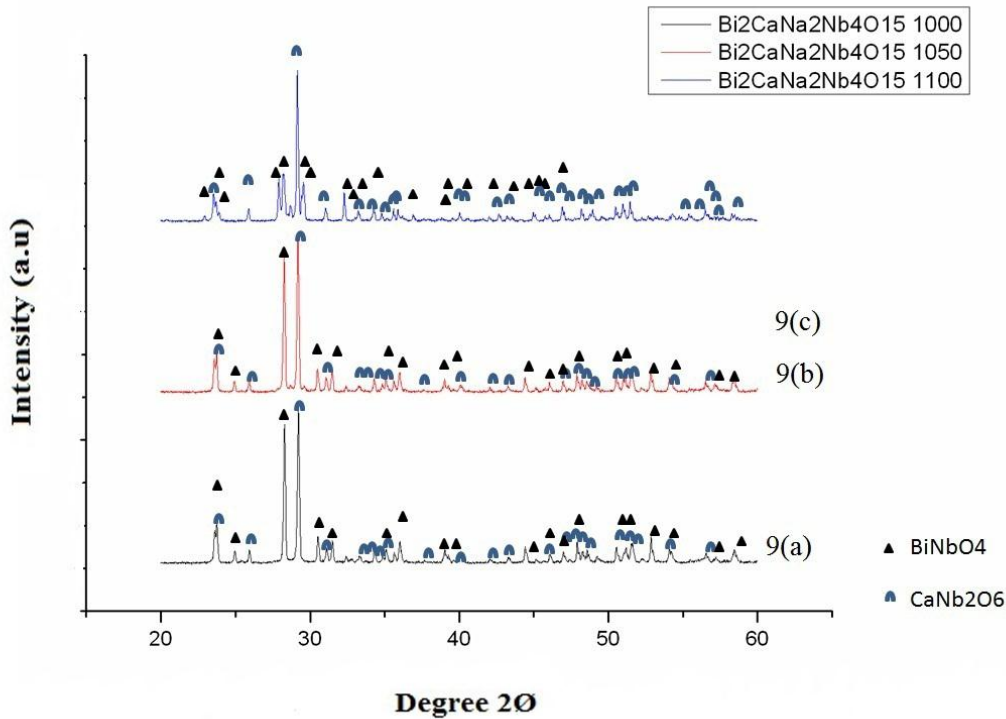 Bi2CaNa2Nb4O15 1000
Bi2CaNa2Nb4O15 1050
Bi2CaNa2Nb4O15 1100
Intensity (a.u)
9(c)
9(b)
9(a)
BiNbO4
CaNb2O6
20 30 40 50 60
Degree 2Ø